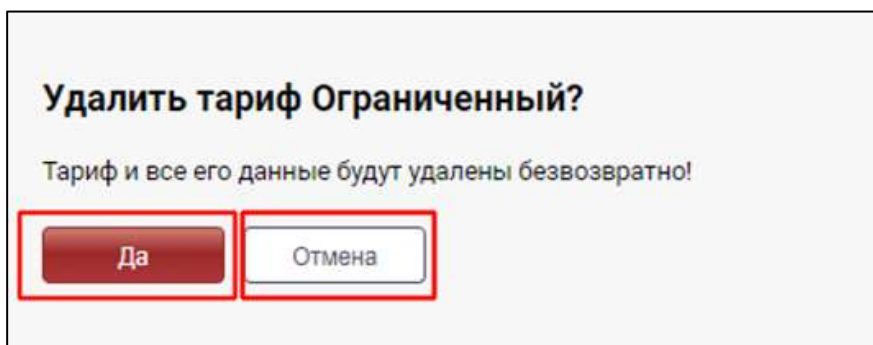 Удалить тариф Ограниченный?
Тариф и все его данные будут удалены безвозвратно!
Да Отмена